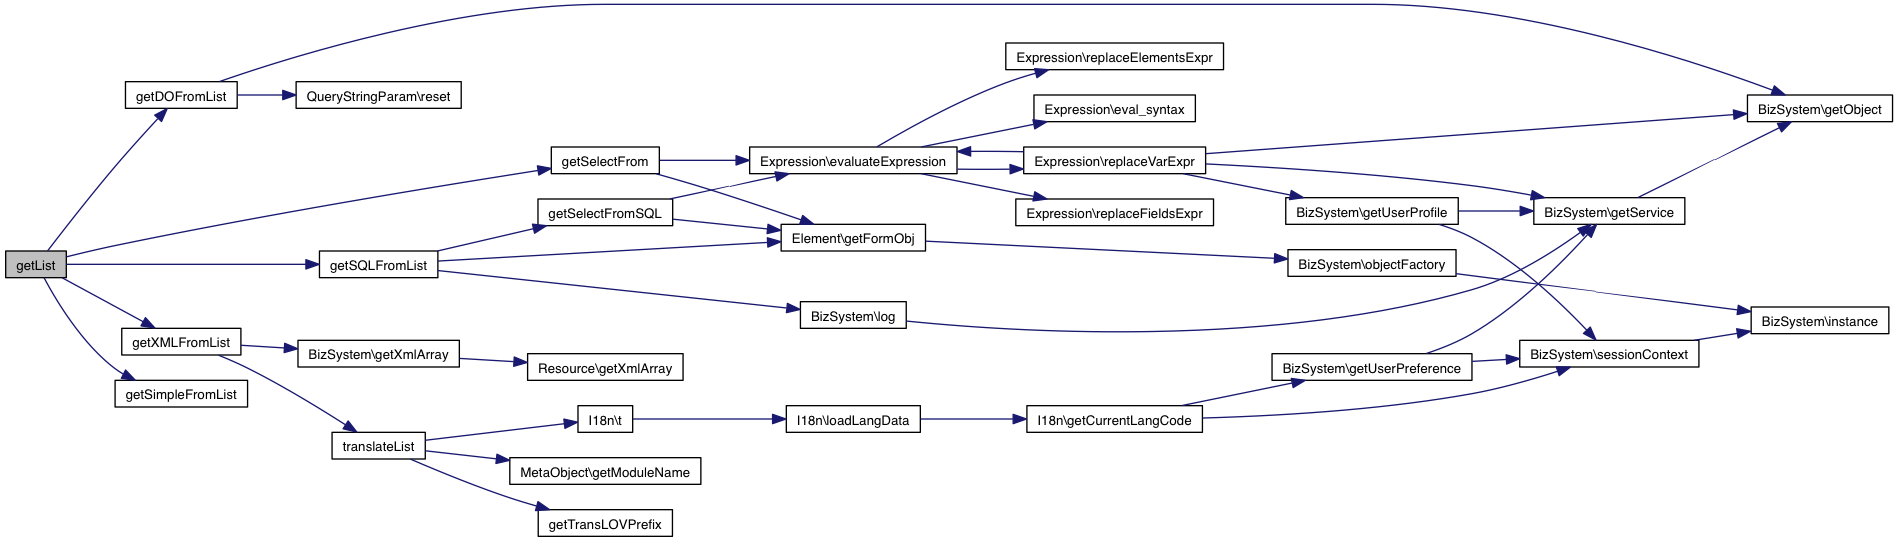 getList
getDOFromList
QueryStringParam\reset
getSelectFrom
getSelectFromSQL
getSQLFromList
getXMLFromList
BizSystem\getXmlArray
Resource\getXmlArray
getSimpleFromList
translateList
I18n\t
MetaObject\getModuleName
getTransLOVPrefix
Expression\evaluateExpression
Element\getFormObj
BizSystem\log
I18n\loadLangData
Expression\replaceElementsExpr
Expression\eval_syntax
Expression\replaceVarExpr
Expression\replaceFieldsExpr
I18n\getCurrentLangCode
BizSystem\getUserProfile
BizSystem\objectFactory
BizSystem\getUserPreference
BizSystem\getService
BizSystem\sessionContext
BizSystem\getObject
BizSystem\instance